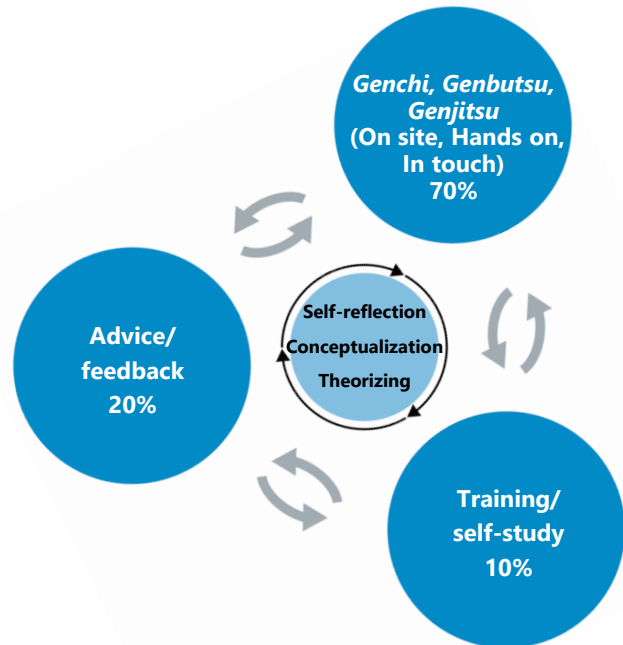 Genchi, Genbutsu,
Genjitsu
(On site, Hands on,
In touch)
70%
Advice/
feedback
20%
Self-reflection
Conceptualization
Theorizing
Training/
self-study
10%